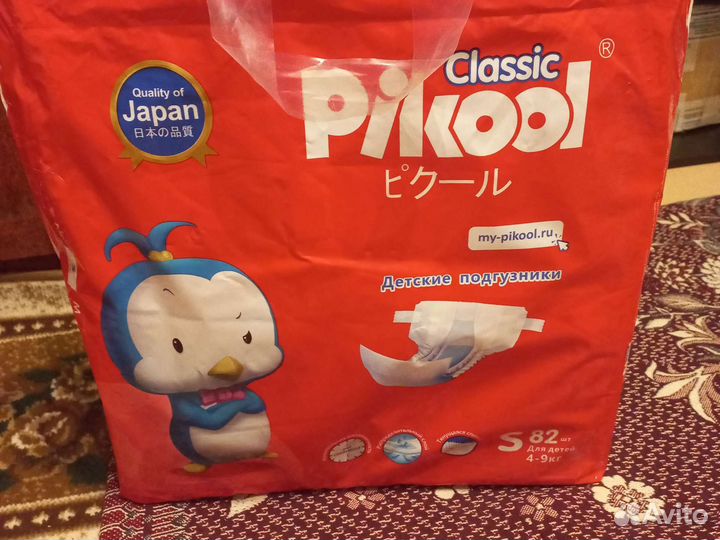 Classic
Pikool ®
ピクール
Quality of
Japan
日本の品質
my-pikool.ru
Детские подгузники
S 82 шт
Для детей
4-9кг
Avito